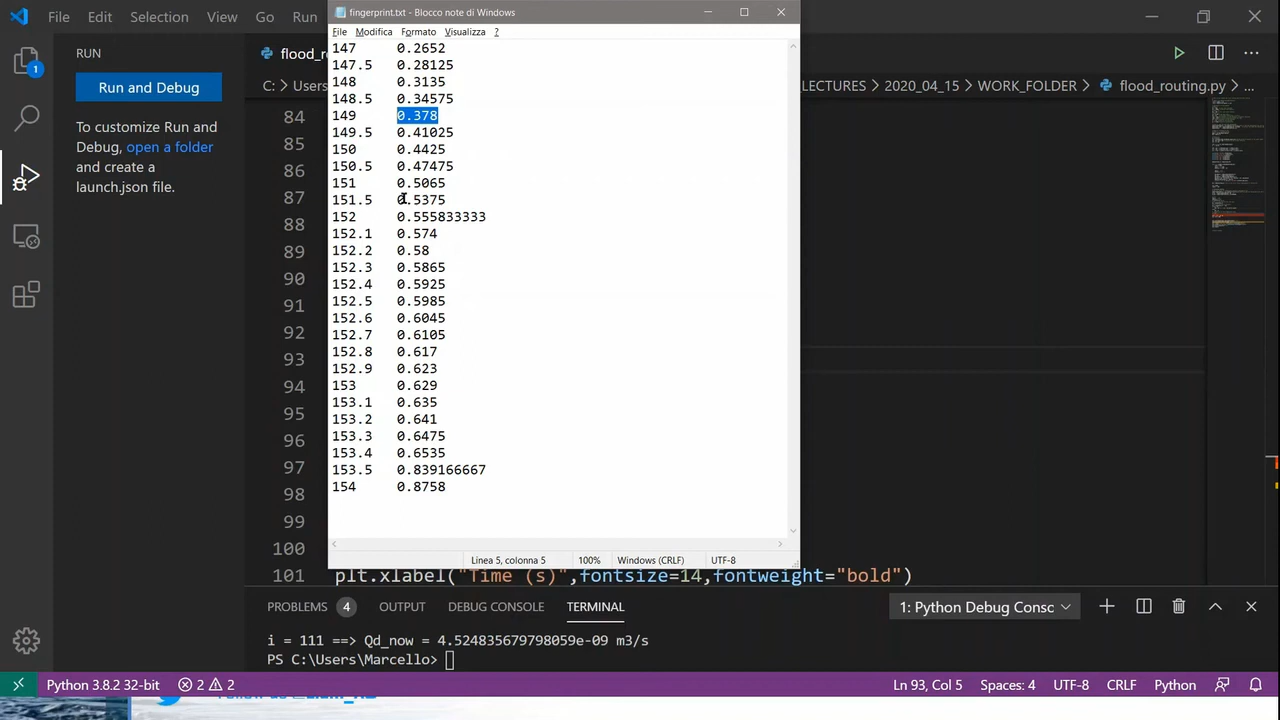 File Edit Selection View Go Run
fingerprint.txt - Blocco note di Windows
File Modifica Formato Visualizza ?
147 0.2652
147.5 0.28125
148 0.3135
148.5 0.34575
149 0.378
149.5 0.41025
150 0.4425
150.5 0.47475
151 0.5065
151.5 0.5375
152 0.555833333
152.1 0.574
152.2 0.58
152.3 0.5865
152.4 0.5925
152.5 0.5985
152.6 0.6045
152.7 0.6105
152.8 0.617
152.9 0.623
153 0.629
153.1 0.635
153.2 0.641
153.3 0.6475
153.4 0.6535
153.5 0.839166667
154 0.8758
Linea 5, colonna 5 100% Windows (CRLF) UTF-8
1
RUN
Run and Debug
To customize Run and
Debug, open a folder
and create a
launch.json file.
flood_
C: > Users
LECTURES > 2020_04_15 > WORK_FOLDER > flood_routing.py > ...
84
85
86
87
88
89
90
91
92
93
94
95
96
97
98
99
100
101 plt.xlabel("Time (s)",fontsize=14,fontweight="bold")
PROBLEMS 4 OUTPUT DEBUG CONSOLE TERMINAL 1: Python Debug Consc
i = 111 ==> Qd_now = 4.524835679798059e-09 m3/s
PS C:\Users\Marcello>
Python 3.8.2 32-bit 2 2 Ln 93, Col 5 Spaces: 4 UTF-8 CRLF Python